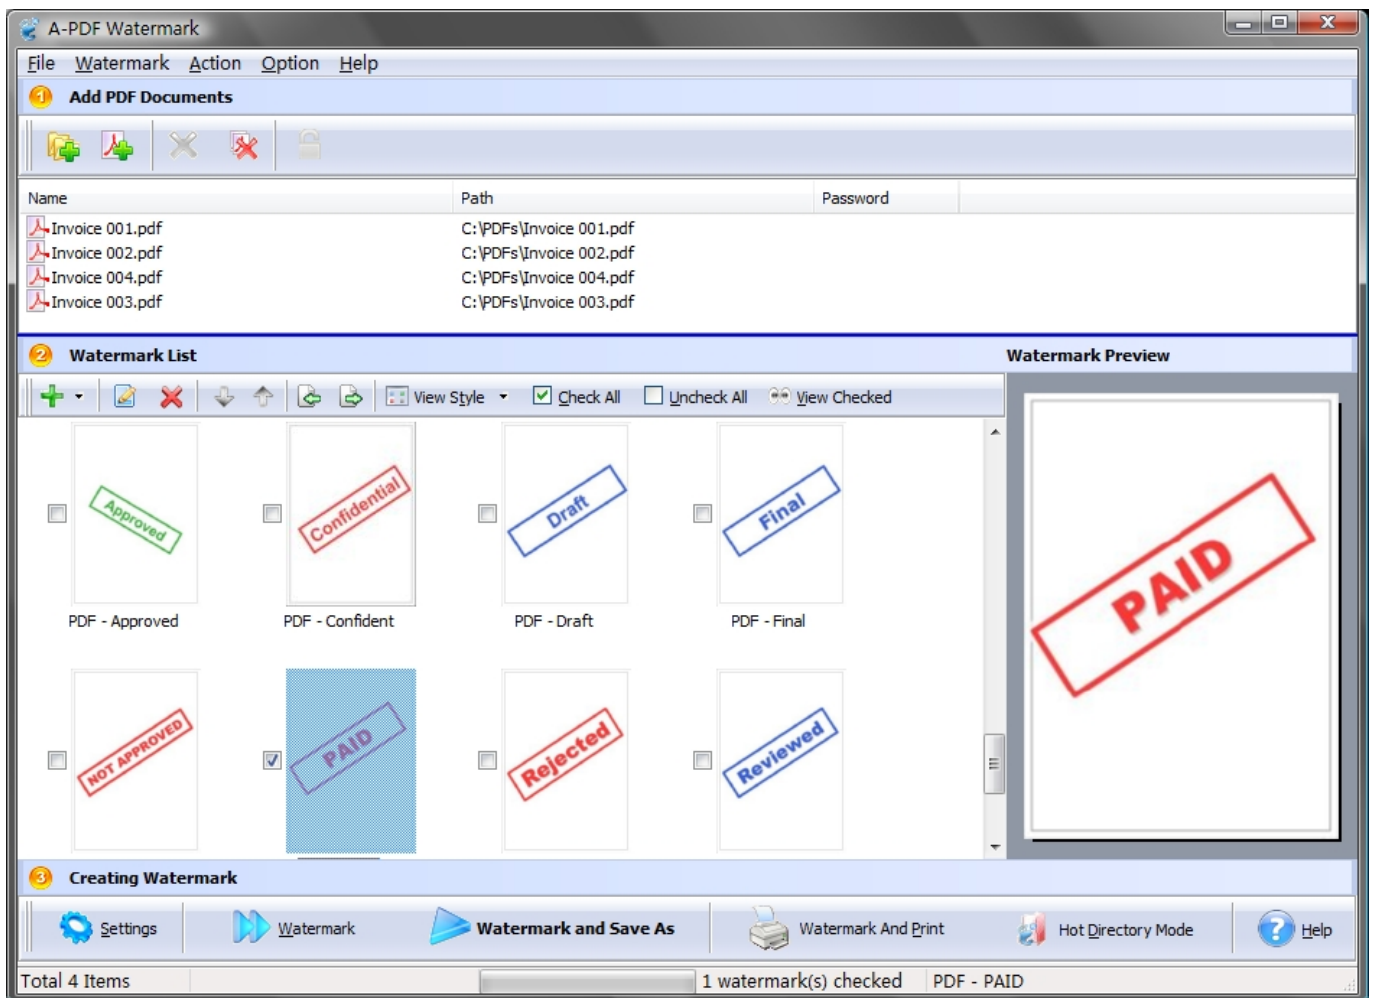 A-PDF Watermark
File Watermark Action Option Help
1 Add PDF Documents
Name Path Password
Invoice 001.pdf C:\PDFs\Invoice 001.pdf
Invoice 002.pdf C:\PDFs\Invoice 002.pdf
Invoice 004.pdf C:\PDFs\Invoice 004.pdf
Invoice 003.pdf C:\PDFs\Invoice 003.pdf
2 Watermark List Watermark Preview
View Style Check All Uncheck All View Checked
Approved Confidential Draft Final
PDF - Approved PDF - Confident PDF - Draft PDF - Final
PAID
NOT APPROVED PAID Rejected Reviewed
3 Creating Watermark
Settings Watermark Watermark and Save As Watermark And Print Hot Directory Mode Help
Total 4 Items 1 watermark(s) checked PDF - PAID